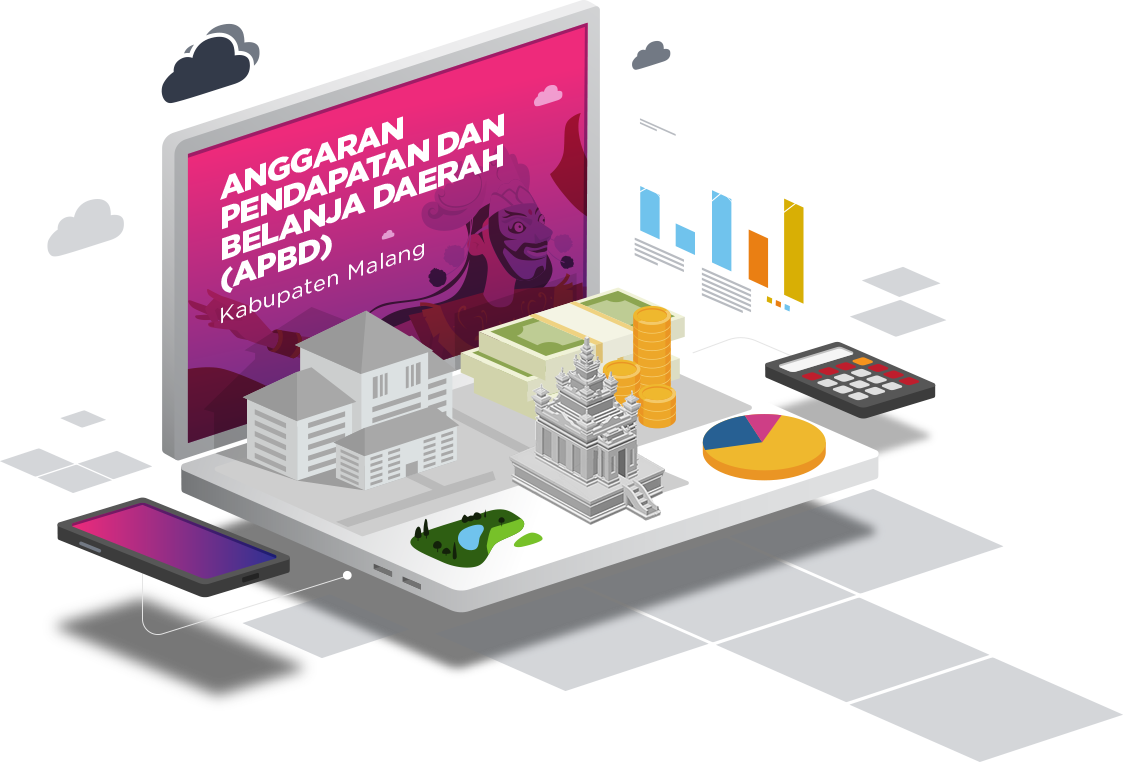 ANGGARAN
PENDAPATAN DAN
BELANJA DAERAH
(APBD)
Kabupaten Malang